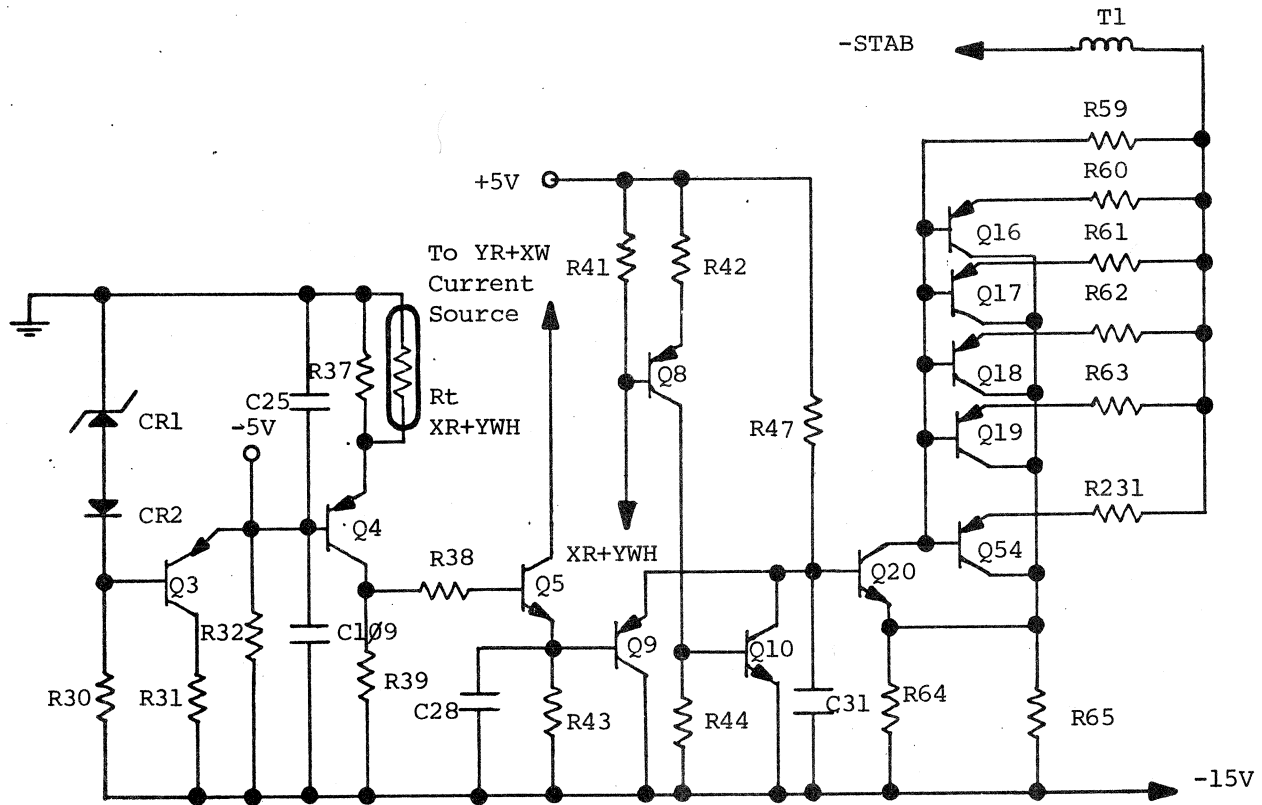 T1
-STAB
R59
R60
+5V
Q16
R61
To YR+XW
Current
Source
R41
R42
Q17
R62
R37
Q8
Q18
R63
Rt
XR+YWH
C25
-5V
CR1
R47
Q19
R231
CR2
Q4
XR+YWH
Q54
R38
Q20
Q3
Q5
R32
C1Ø9
Q9
Q10
R30
R31
R39
C28
R43
R44
C31
R64
R65
-15V